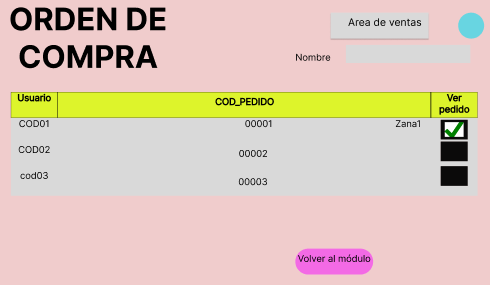 ORDEN DE
COMPRA
Area de ventas
Nombre
Usuario COD_PEDIDO Ver
pedido
COD01 00001 Zana1
COD02 00002
cod03 00003
Volver al módulo